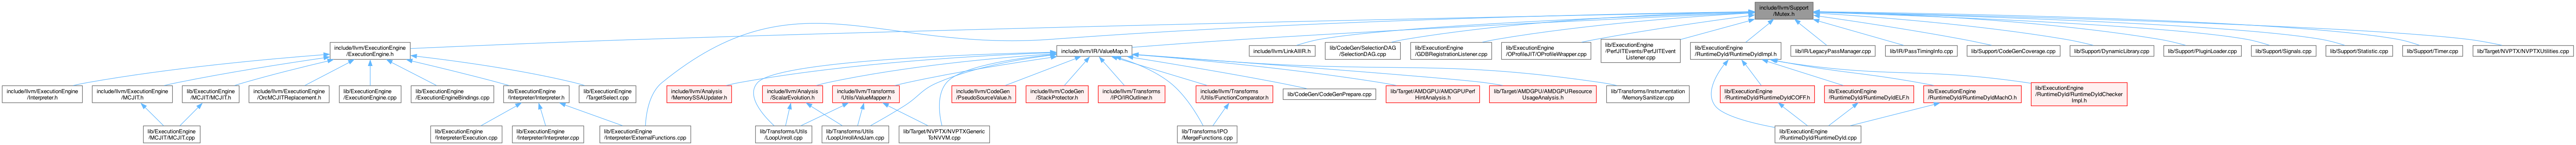 include/llvm/Support
/Mutex.h
include/llvm/ExecutionEngine
/ExecutionEngine.h
include/llvm/IR/ValueMap.h
include/llvm/LinkAllIR.h
lib/CodeGen/SelectionDAG
/SelectionDAG.cpp
lib/ExecutionEngine
/GDBRegistrationListener.cpp
lib/ExecutionEngine
/OProfileJIT/OProfileWrapper.cpp
lib/ExecutionEngine
/PerfJITEvents/PerfJITEvent
Listener.cpp
lib/ExecutionEngine
/RuntimeDyld/RuntimeDyldImpl.h
lib/IR/LegacyPassManager.cpp
lib/IR/PassTimingInfo.cpp
lib/Support/CodeGenCoverage.cpp
lib/Support/DynamicLibrary.cpp
lib/Support/PluginLoader.cpp
lib/Support/Signals.cpp
lib/Support/Statistic.cpp
lib/Support/Timer.cpp
lib/Target/NVPTX/NVPTXUtilities.cpp
include/llvm/ExecutionEngine
/Interpreter.h
include/llvm/ExecutionEngine
/MCJIT.h
lib/ExecutionEngine
/MCJIT/MCJIT.h
include/llvm/ExecutionEngine
/OrcMCJITReplacement.h
lib/ExecutionEngine
/ExecutionEngine.cpp
lib/ExecutionEngine
/ExecutionEngineBindings.cpp
lib/ExecutionEngine
/Interpreter/Interpreter.h
lib/ExecutionEngine
/TargetSelect.cpp
include/llvm/Analysis
/MemorySSAUpdater.h
include/llvm/Analysis
/ScalarEvolution.h
include/llvm/Transforms
/Utils/ValueMapper.h
include/llvm/CodeGen
/PseudoSourceValue.h
include/llvm/CodeGen
/StackProtector.h
include/llvm/Transforms
/IPO/IROutliner.h
include/llvm/Transforms
/Utils/FunctionComparator.h
lib/CodeGen/CodeGenPrepare.cpp
lib/Target/AMDGPU/AMDGPUPerf
HintAnalysis.h
lib/Target/AMDGPU/AMDGPUResource
UsageAnalysis.h
lib/Transforms/Instrumentation
/MemorySanitizer.cpp
lib/ExecutionEngine
/RuntimeDyld/RuntimeDyldCOFF.h
lib/ExecutionEngine
/RuntimeDyld/RuntimeDyldELF.h
lib/ExecutionEngine
/RuntimeDyld/RuntimeDyldMachO.h
include/llvm/ExecutionEngine
/RuntimeDyld/RuntimeDyldChecker
Impl.h
lib/ExecutionEngine
/MCJIT/MCJIT.cpp
lib/ExecutionEngine
/Interpreter/Execution.cpp
lib/ExecutionEngine
/Interpreter/Interpreter.cpp
lib/ExecutionEngine
/Interpreter/ExternalFunctions.cpp
lib/Transforms/Utils
/LoopUnroll.cpp
lib/Transforms/Utils
/LoopUnrollAndJam.cpp
lib/Target/NVPTX/NVPTXGeneric
ToNVVM.cpp
lib/Transforms/IPO
/MergeFunctions.cpp
lib/ExecutionEngine
/RuntimeDyld/RuntimeDyld.cpp